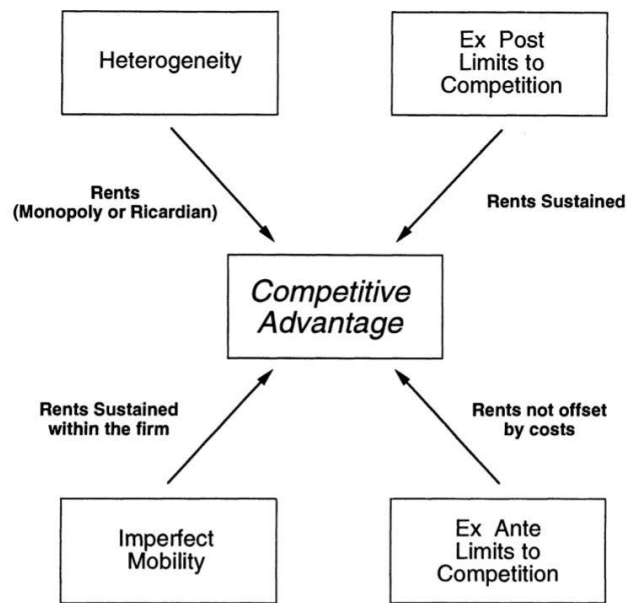 Heterogeneity
Ex Post
Limits to
Competition
Rents
(Monopoly or Ricardian)
Rents Sustained
Competitive
Advantage
Rents Sustained
within the firm
Rents not offset
by costs
Imperfect
Mobility
Ex Ante
Limits to
Competition